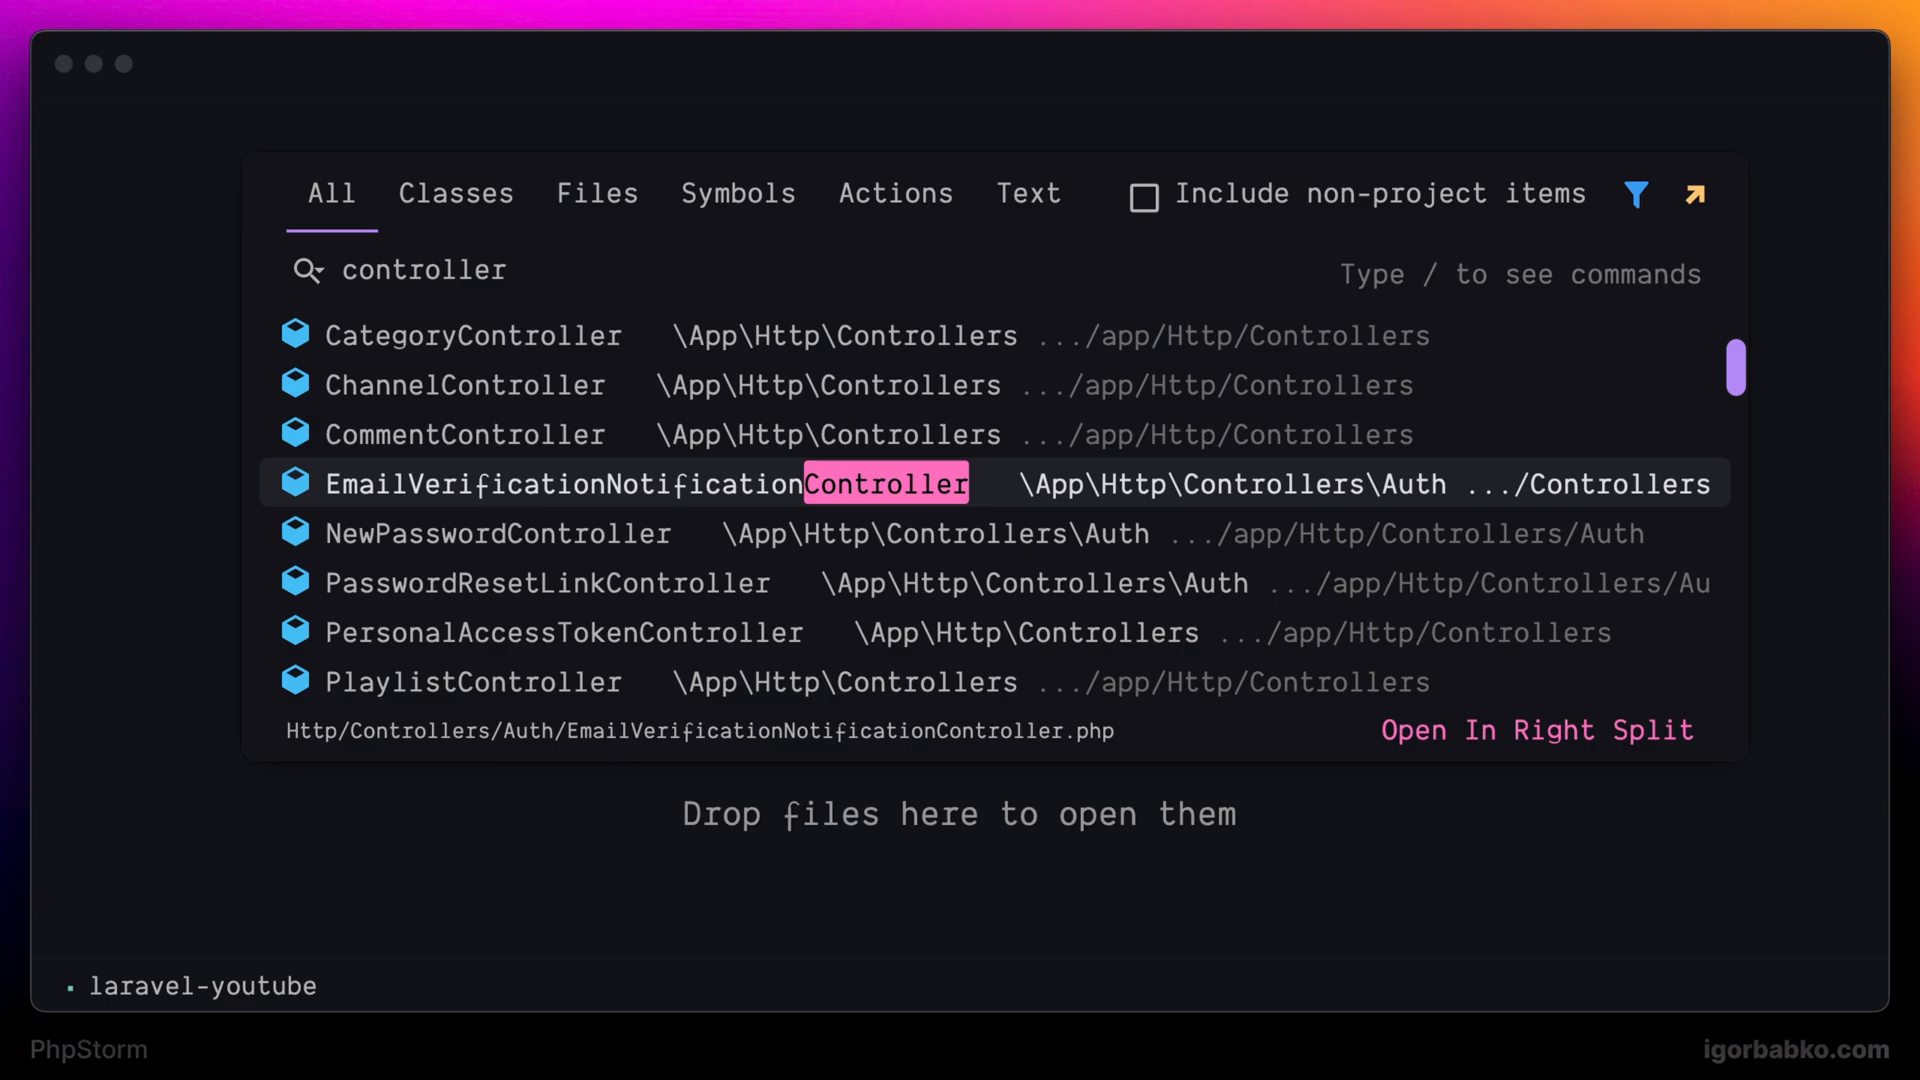 All Classes Files Symbols Actions Text Include non-project items
controller Type / to see commands
CategoryController \App\Http\Controllers .../app/Http/Controllers
ChannelController \App\Http\Controllers .../app/Http/Controllers
CommentController \App\Http\Controllers .../app/Http/Controllers
EmailVerificationNotificationController \App\Http\Controllers\Auth .../Controllers
NewPasswordController \App\Http\Controllers\Auth .../app/Http/Controllers/Auth
PasswordResetLinkController \App\Http\Controllers\Auth .../app/Http/Controllers/Au
PersonalAccessTokenController \App\Http\Controllers .../app/Http/Controllers
PlaylistController \App\Http\Controllers .../app/Http/Controllers
Http/Controllers/Auth/EmailVerificationNotificationController.php Open In Right Split
Drop files here to open them
laravel-youtube
PhpStorm igorbabko.com